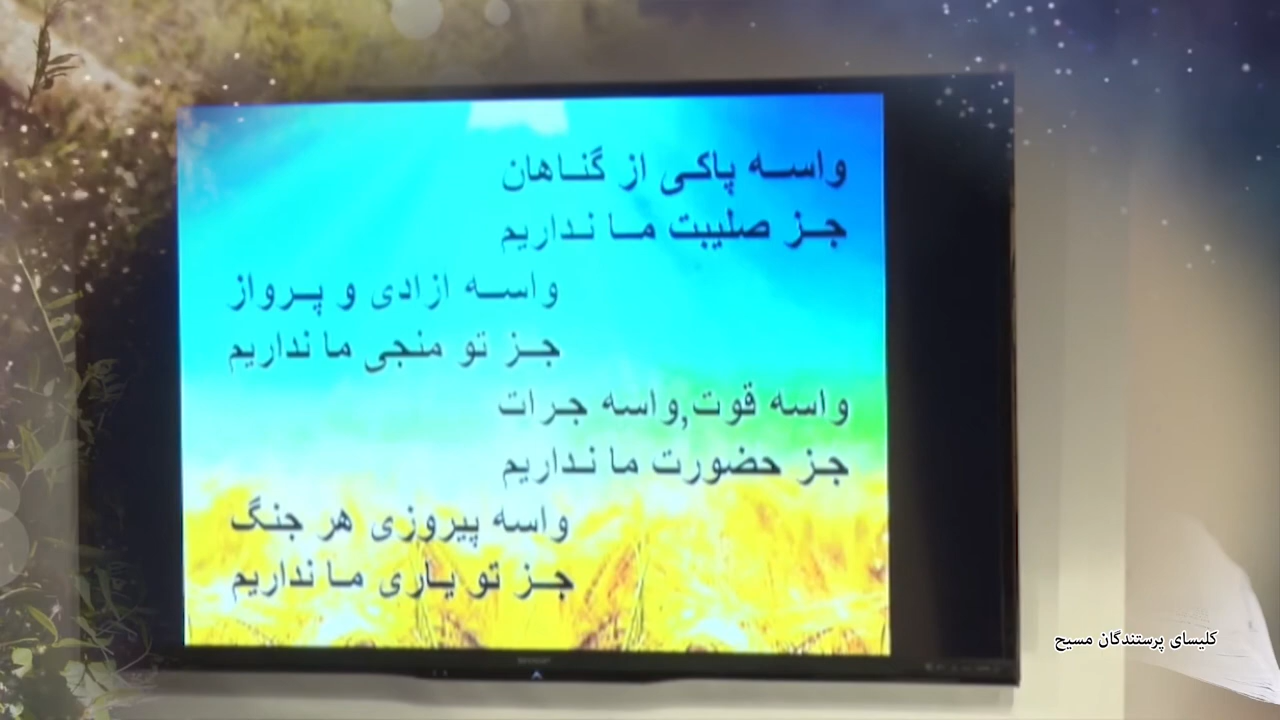 واسه پاکی از گناهان
جز صلیبت ما نداریم
واسه ازادی و پرواز
جز تو منجی ما نداریم
واسه قوت,واسه جرات
جز حضورت ما نداریم
واسه پیروزی هر جنگ
جز تو یاری ما نداریم
کلیسای پرستندگان مسیح